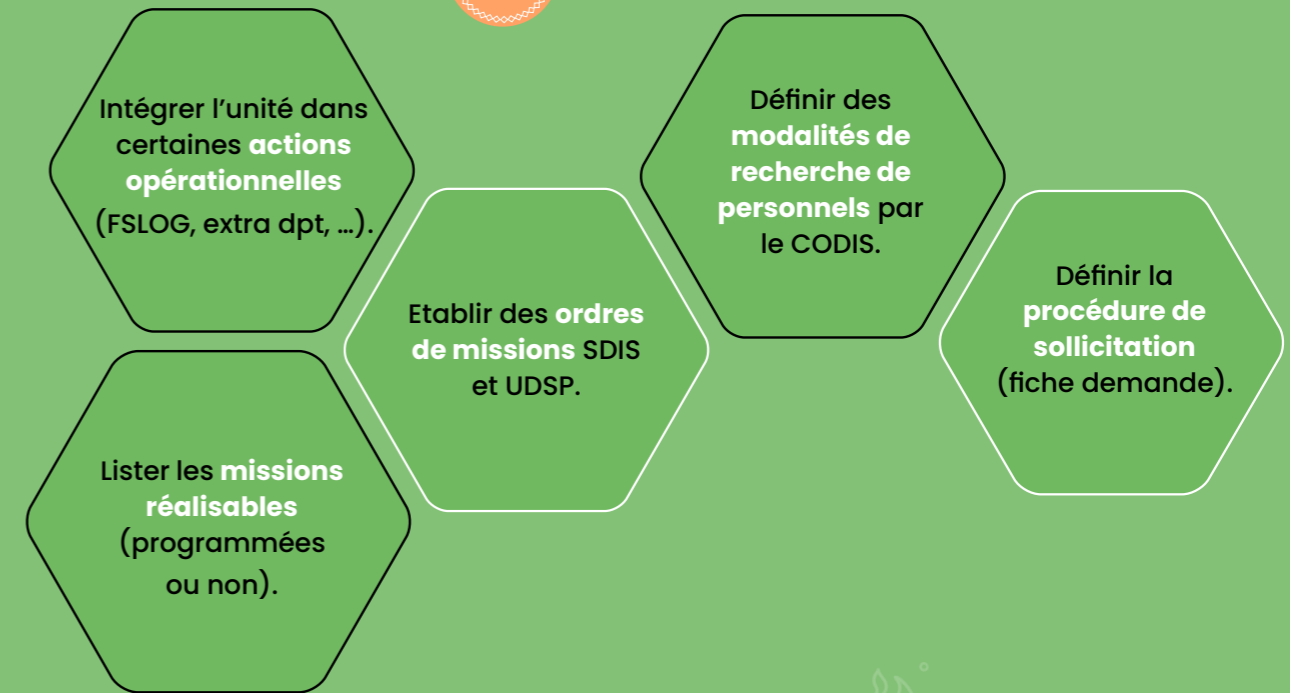 Intégrer l’unité dans
certaines actions
opérationnelles
(FSLOG, extra dpt, …).
Lister les missions
réalisables
(programmées
ou non).
Etablir des ordres
de missions SDIS
et UDSP.
Définir des
modalités de
recherche de
personnels par
le CODIS.
Définir la
procédure de
sollicitation
(fiche demande).